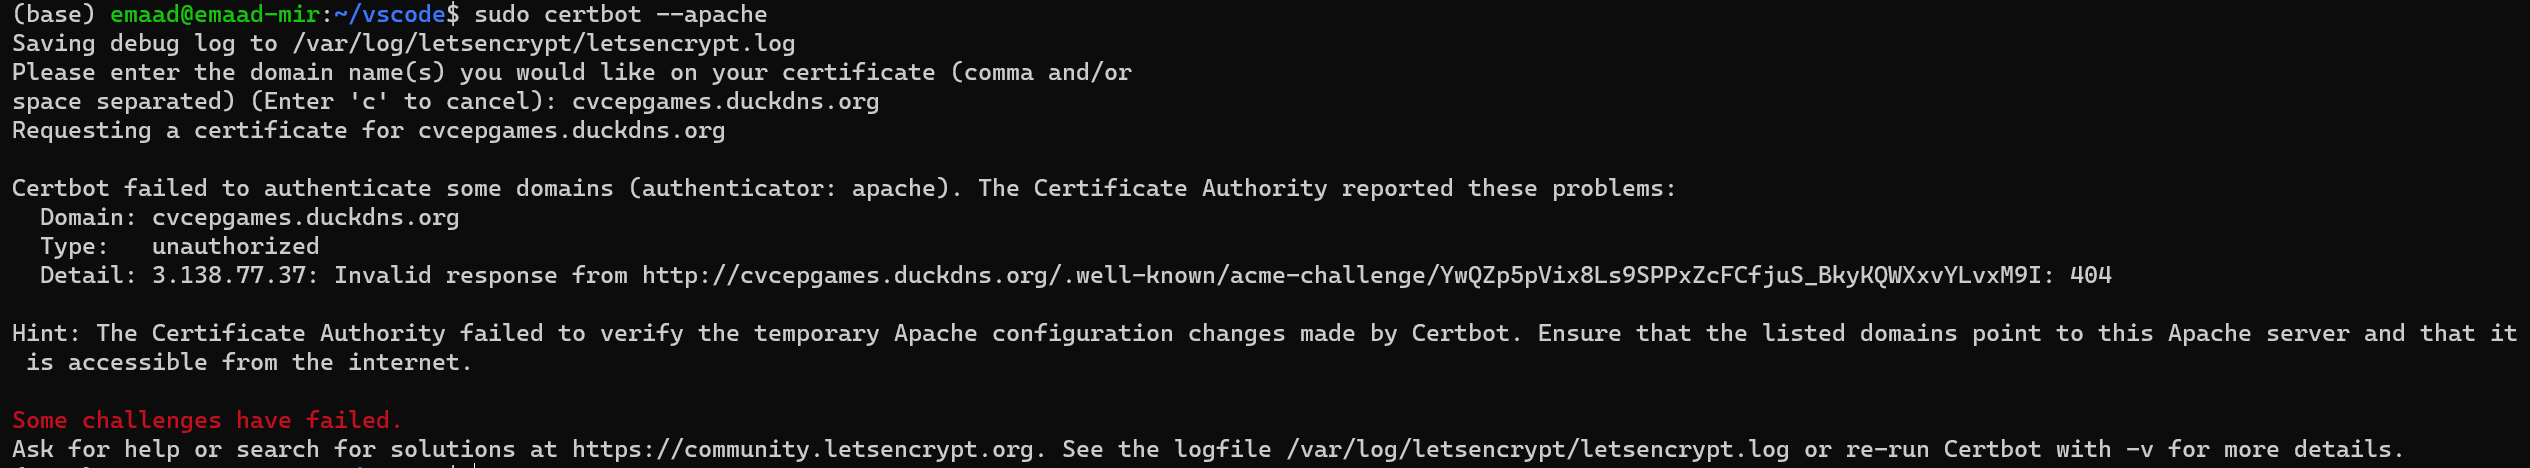 (base) emaad@emaad-mir:~/vscode$ sudo certbot --apache
Saving debug log to /var/log/letsencrypt/letsencrypt.log
Please enter the domain name(s) you would like on your certificate (comma and/or
space separated) (Enter 'c' to cancel): cvcepgames.duckdns.org
Requesting a certificate for cvcepgames.duckdns.org

Certbot failed to authenticate some domains (authenticator: apache). The Certificate Authority reported these problems:
  Domain: cvcepgames.duckdns.org
  Type:   unauthorized
  Detail: 3.138.77.37: Invalid response from http://cvcepgames.duckdns.org/.well-known/acme-challenge/YwQZp5pVix8Ls9SPPxZcFCfjuS_BkyKQWXxvYLvxM9I: 404

Hint: The Certificate Authority failed to verify the temporary Apache configuration changes made by Certbot. Ensure that the listed domains point to this Apache server and that it
 is accessible from the internet.

Some challenges have failed.
Ask for help or search for solutions at https://community.letsencrypt.org. See the logfile /var/log/letsencrypt/letsencrypt.log or re-run Certbot with -v for more details.